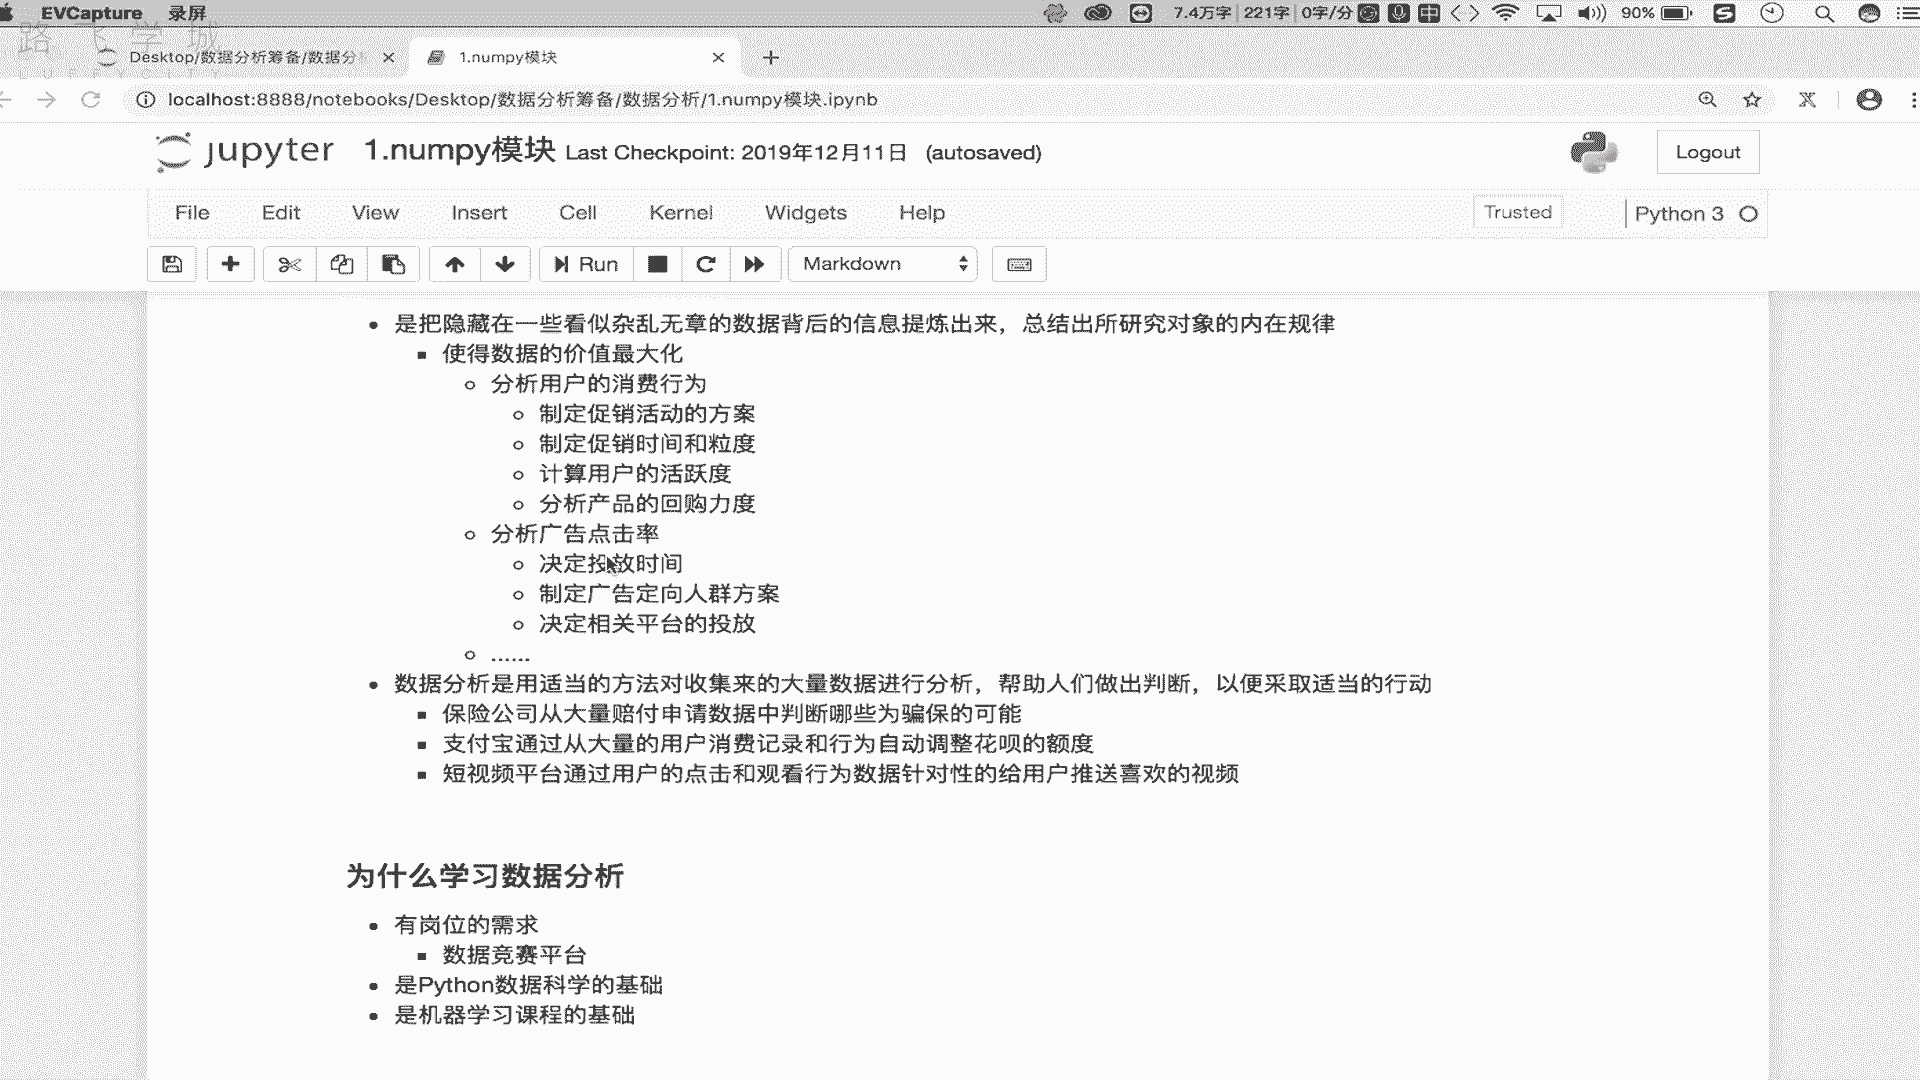 EVCapture 录屏 7.4万字 221字 0字/分 中 90%
路飞学城
LUFFYCITY
Desktop/数据分析筹备/数据分 1.numpy模块
localhost:8888/notebooks/Desktop/数据分析筹备/数据分析/1.numpy模块.ipynb
jupyter 1.numpy模块 Last Checkpoint: 2019年12月11日 (autosaved) Logout
File Edit View Insert Cell Kernel Widgets Help Trusted Python 3
Run Markdown
是把隐藏在一些看似杂乱无章的数据背后的信息提炼出来，总结出所研究对象的内在规律
使得数据的价值最大化
分析用户的消费行为
制定促销活动的方案
制定促销时间和粒度
计算用户的活跃度
分析产品的回购力度
分析广告点击率
决定投放时间
制定广告定向人群方案
决定相关平台的投放
......
数据分析是用适当的方法对收集来的大量数据进行分析，帮助人们做出判断，以便采取适当的行动
保险公司从大量赔付申请数据中判断哪些为骗保的可能
支付宝通过从大量的用户消费记录和行为自动调整花呗的额度
短视频平台通过用户的点击和观看行为数据针对性的给用户推送喜欢的视频
为什么学习数据分析
有岗位的需求
数据竞赛平台
是Python数据科学的基础
是机器学习课程的基础